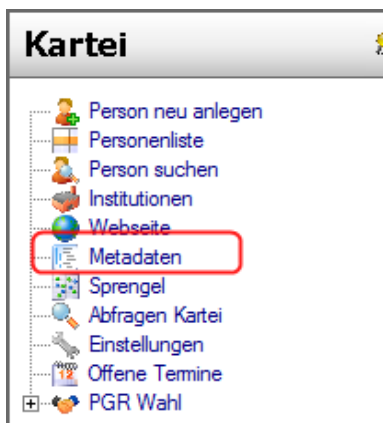 Kartei
Person neu anlegen
Personenliste
Person suchen
Institutionen
Webseite
Metadaten
Sprengel
Abfragen Kartei
Einstellungen
Offene Termine
PGR Wahl